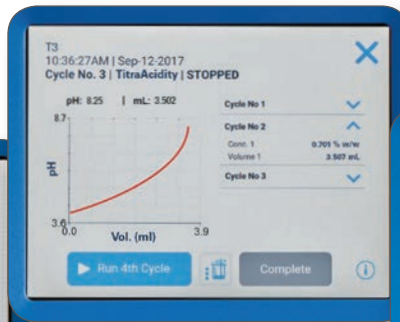 T3
10:36:27AM | Sep-12-2017
Cycle No. 3 | TitraAcidity | STOPPED
pH: 8.25 | mL: 3.502
8.7
pH
3.6
0.0
Vol. (ml)
3.9
Cycle No 1
Cycle No 2
Conc. 1 0.701 % w/w
Volume 1 3.507 mL
Cycle No 3
Run 4th Cycle
Complete